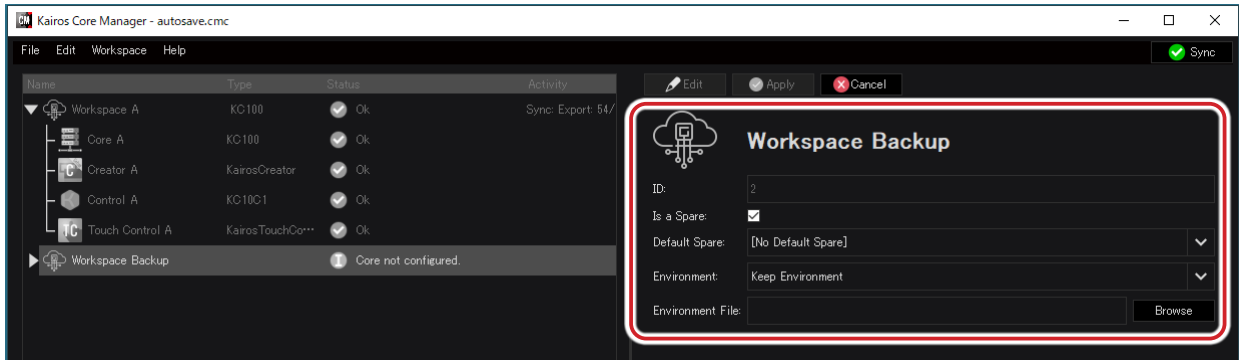 CM Kairos Core Manager - autosave.cmc
File Edit Workspace Help
Sync
Name Type Status Activity
Edit Apply Cancel
Workspace A KC100 Ok Sync: Export: 54/
Core A KC100 Ok
C Creator A KairosCreator Ok
Control A KC10C1 Ok
TC Touch Control A KairosTouchCo··· Ok
Workspace Backup Core not configured.
Workspace Backup
ID: 2
Is a Spare:
Default Spare: [No Default Spare]
Environment: Keep Environment
Environment File: Browse